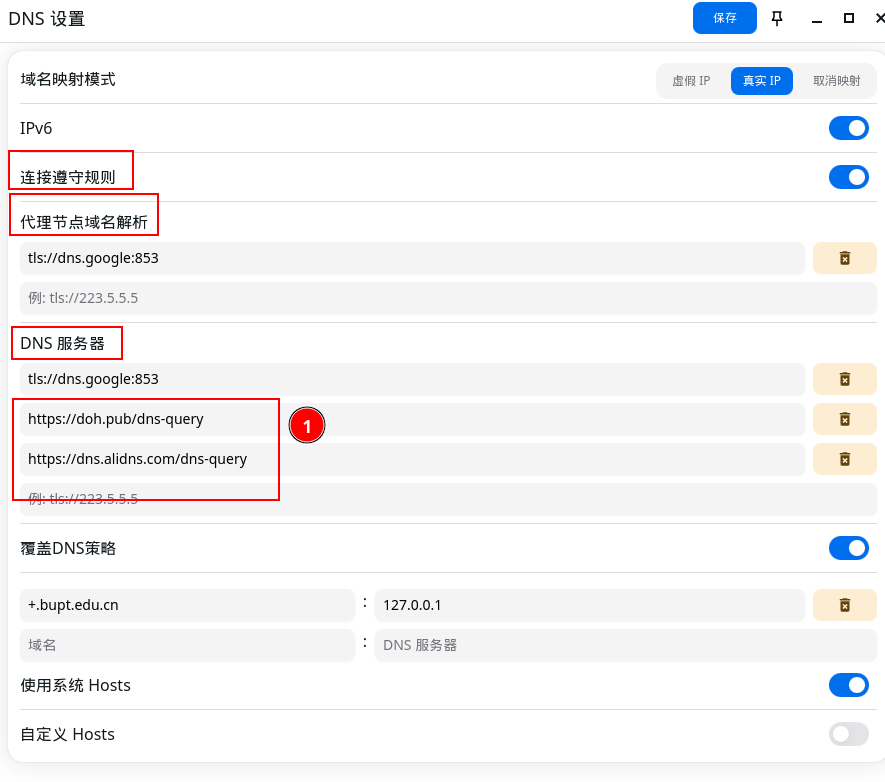 DNS 设置
保存
域名映射模式
虚假 IP 真实 IP 取消映射
IPv6
连接遵守规则
代理节点域名解析
tls://dns.google:853
例: tls://223.5.5.5
DNS 服务器
tls://dns.google:853
https://doh.pub/dns-query
1
https://dns.alidns.com/dns-query
例: tls://223.5.5.5
覆盖DNS策略
+.bupt.edu.cn : 127.0.0.1
域名 : DNS 服务器
使用系统 Hosts
自定义 Hosts